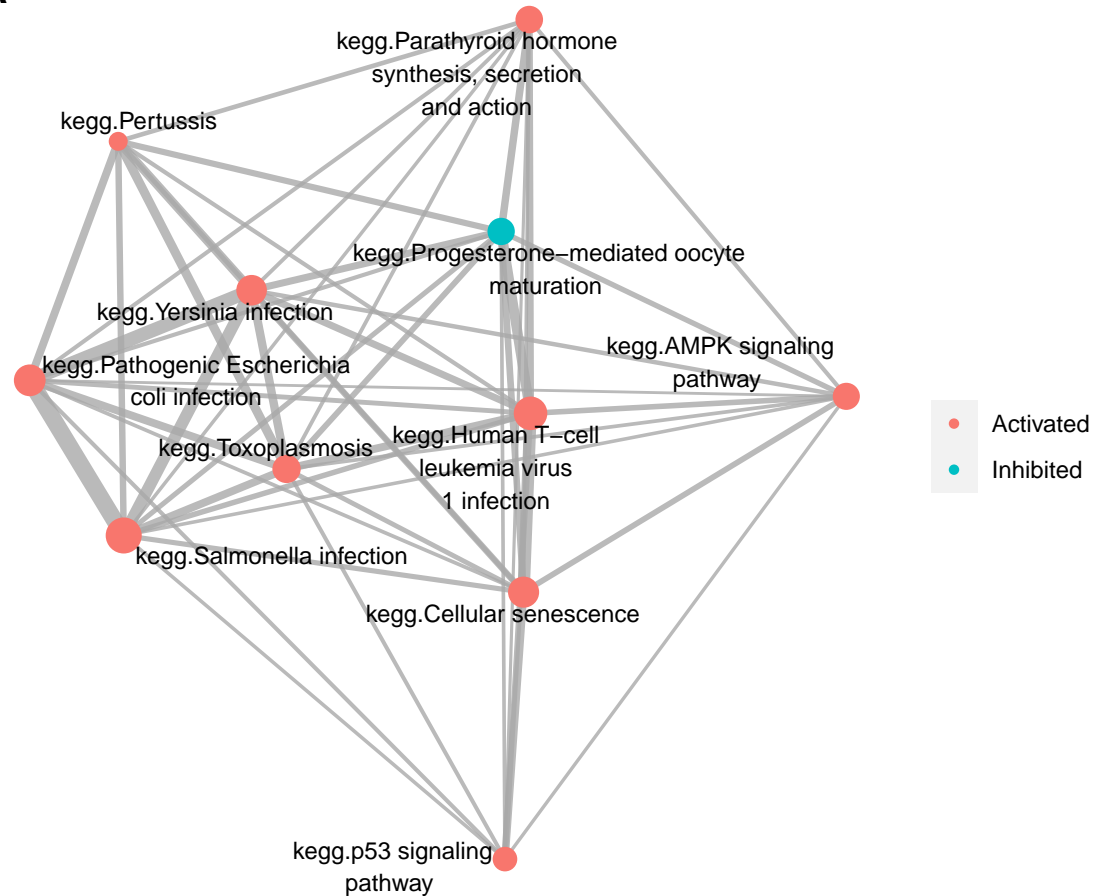 kegg.Parathyroid hormone
synthesis, secretion
and action
kegg.Pertussis
kegg.Progesterone−mediated oocyte
maturation
kegg.Yersinia infection
kegg.AMPK signaling
pathway
kegg.Pathogenic Escherichia
coli infection
kegg.Human T−cell
leukemia virus
1 infection
kegg.Toxoplasmosis
kegg.Salmonella infection
kegg.Cellular senescence
kegg.p53 signaling
pathway
Activated
Inhibited